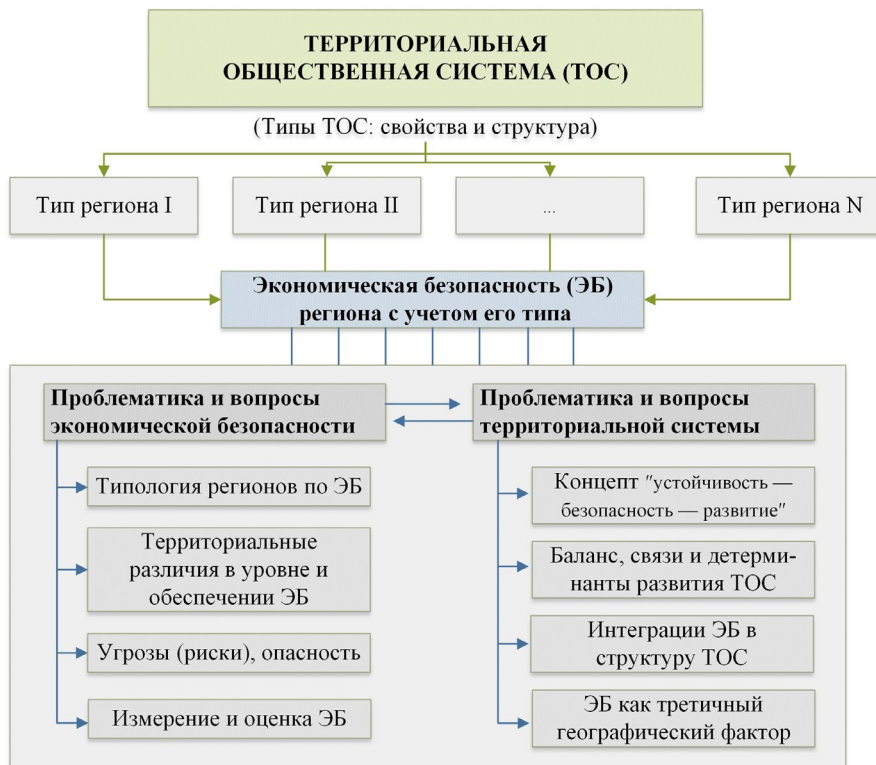 ТЕРРИТОРИАЛЬНАЯ
ОБЩЕСТВЕННАЯ СИСТЕМА (ТОС)
(Типы ТОС: свойства и структура)
Тип региона I
Тип региона II
...
Тип региона N
Экономическая безопасность (ЭБ)
региона с учетом его типа
Проблематика и вопросы
экономической безопасности
Типология регионов по ЭБ
Территориальные
различия в уровне и
обеспечении ЭБ
Угрозы (риски), опасность
Измерение и оценка ЭБ
Проблематика и вопросы
территориальной системы
Концепт "устойчивость —
безопасность — развитие"
Баланс, связи и детерми-
нанты развития ТОС
Интеграции ЭБ в
структуру ТОС
ЭБ как третичный
географический фактор